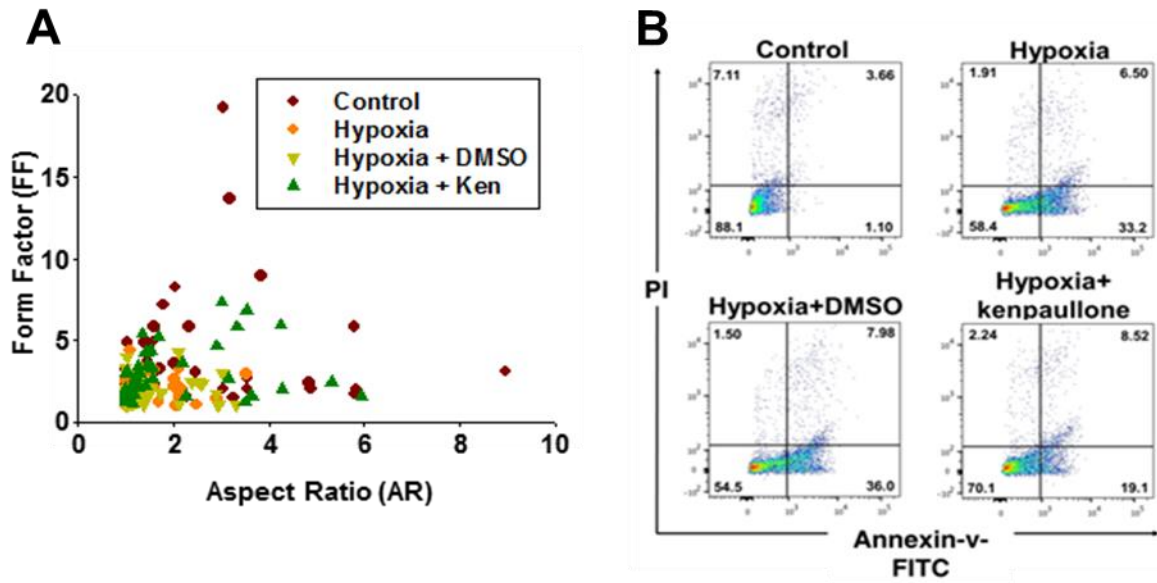 A
Form Factor (FF)
20
15
10
5
0
0 2 4 6 8 10
Aspect Ratio (AR)
Control
Hypoxia
Hypoxia + DMSO
Hypoxia + Ken
B
PI
Control
7.11 3.66
88.1 1.10
Hypoxia
1.91 6.50
58.4 33.2
Hypoxia+DMSO
1.50 7.98
54.5 36.0
Hypoxia+
kenpaullone
2.24 8.52
70.1 19.1
Annexin-v-
FITC